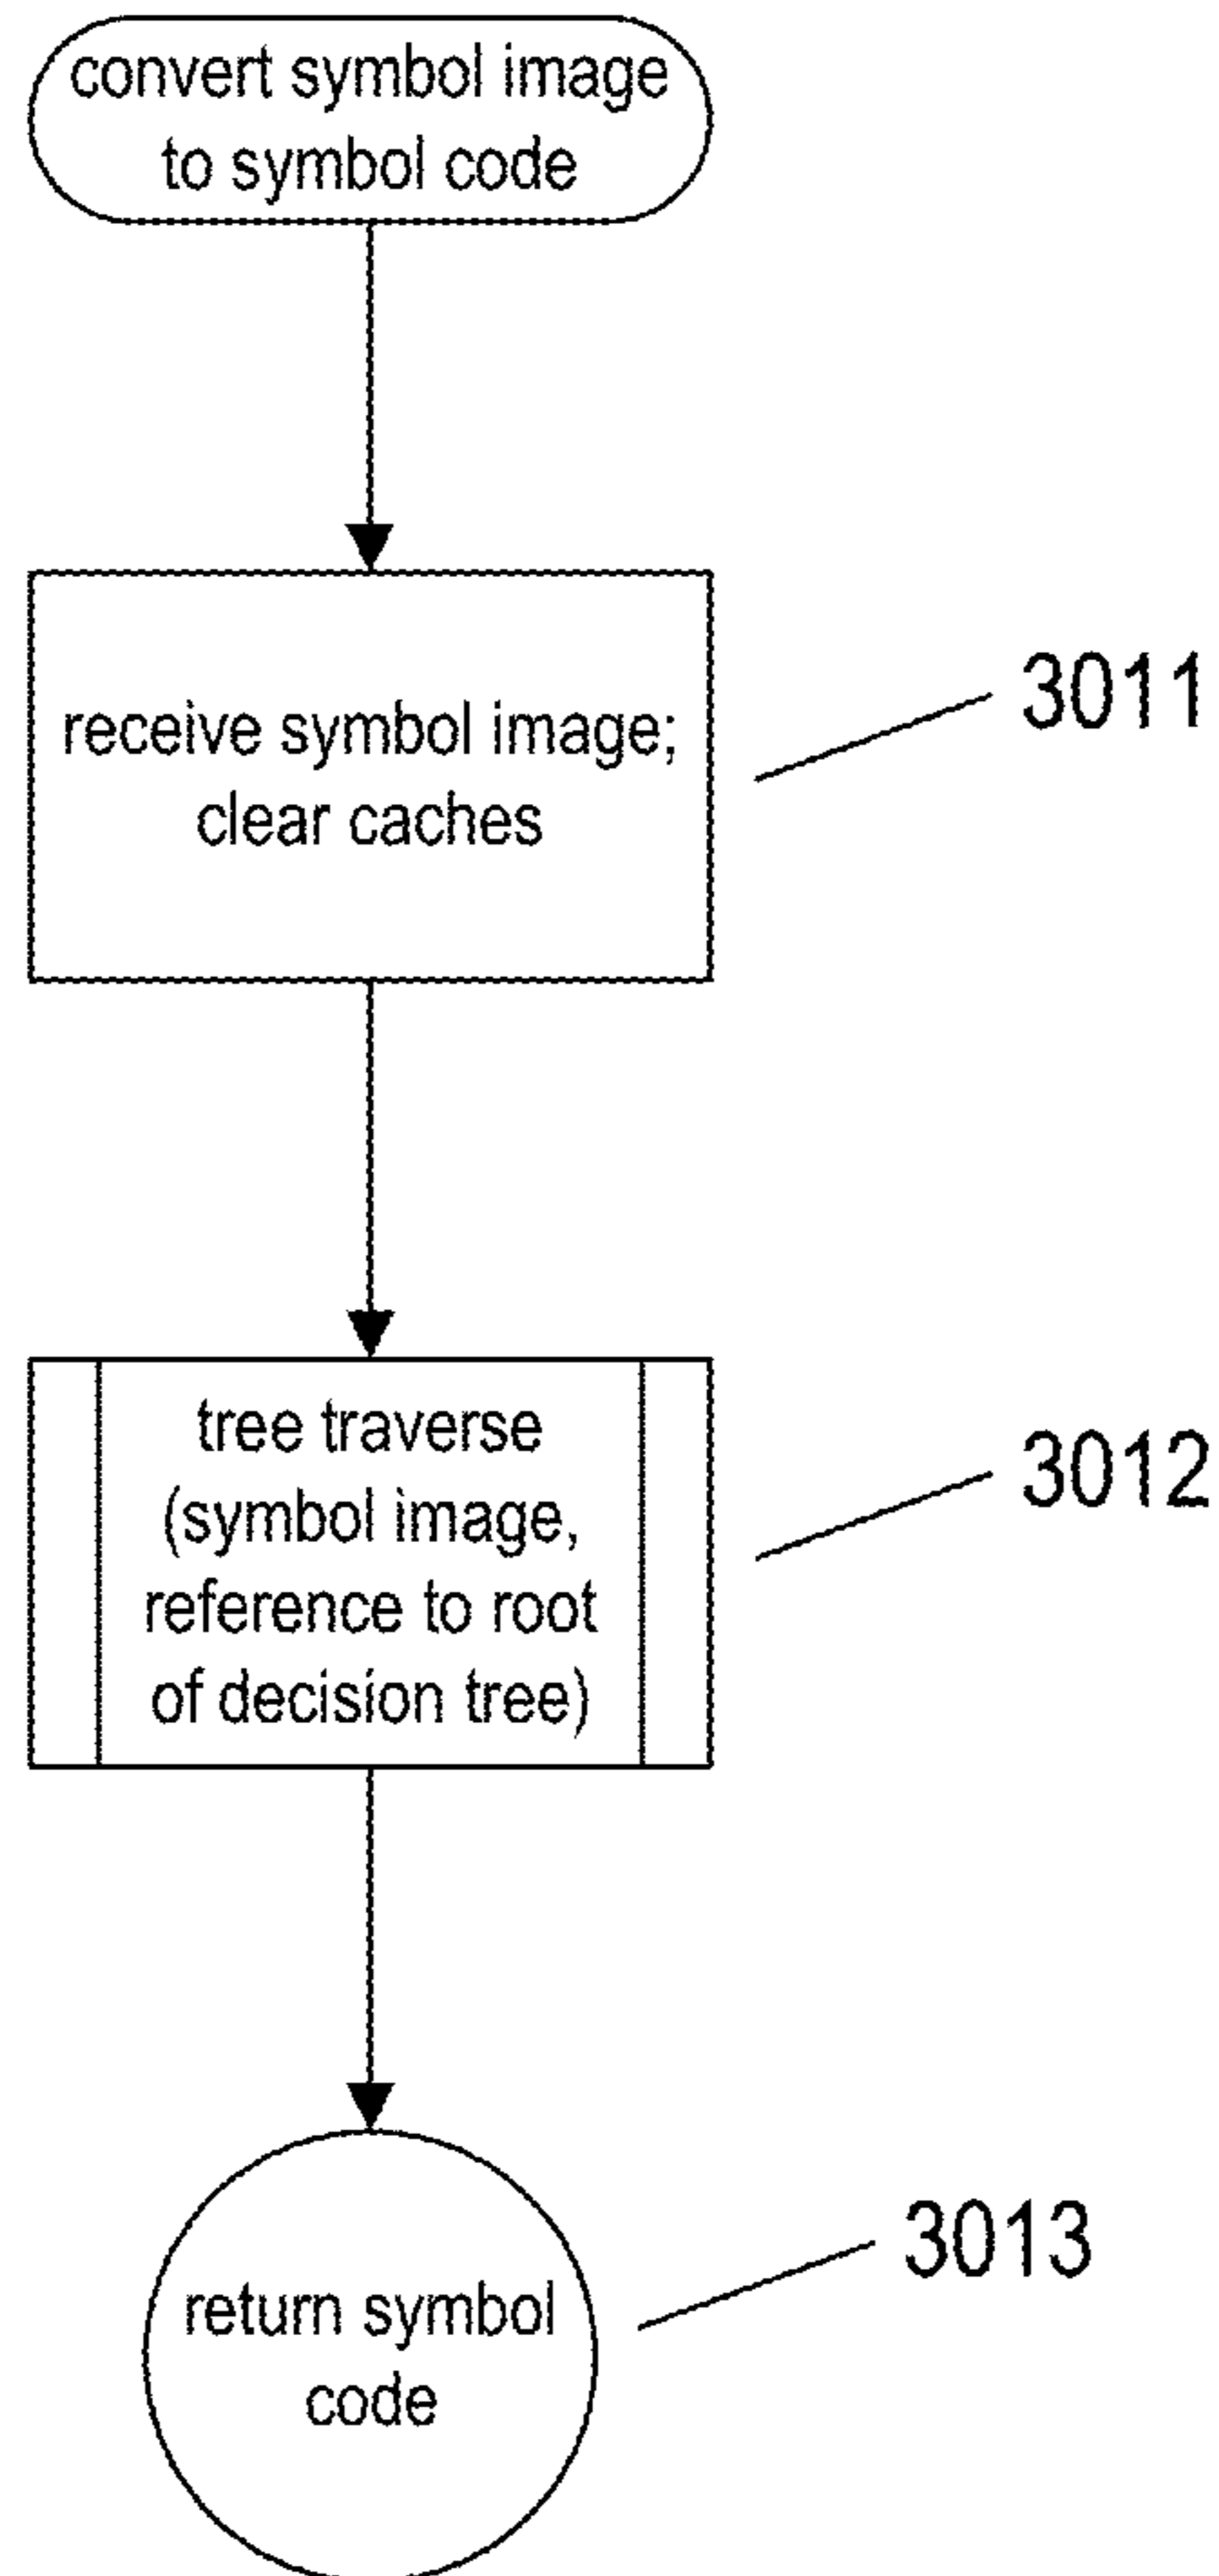 convert symbol image
to symbol code
receive symbol image;
clear caches
3011
tree traverse
(symbol image,
reference to root
of decision tree)
3012
return symbol
code
3013